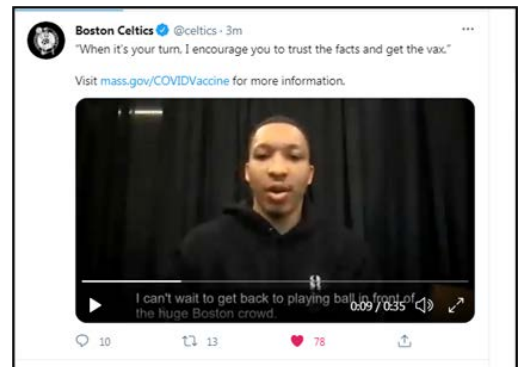 Boston Celtics @celtics · 3m
"When it's your turn, I encourage you to trust the facts and get the vax."
Visit mass.gov/COVIDVaccine for more information.
I can't wait to get back to playing ball in front of
the huge Boston crowd.
0:09 / 0:35
10 13 78